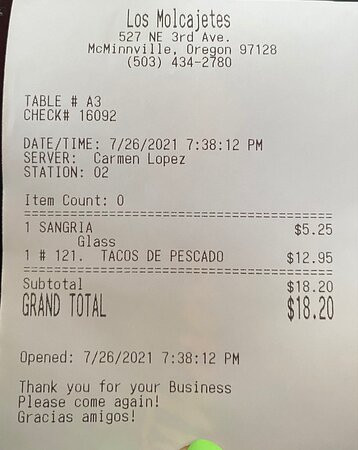 Los Molcajetes
527 NE 3rd Ave.
McMinnville, Oregon 97128
(503) 434-2780
TABLE # A3
CHECK# 16092
DATE/TIME: 7/26/2021 7:38:12 PM
SERVER: Carmen Lopez
STATION: 02
Item Count: 0
1 SANGRIA $5.25
Glass
1 # 121. TACOS DE PESCADO $12.95
Subtotal $18.20
GRAND TOTAL $18.20
Opened: 7/26/2021 7:38:12 PM
Thank you for your Business
Please come again!
Gracias amigos!